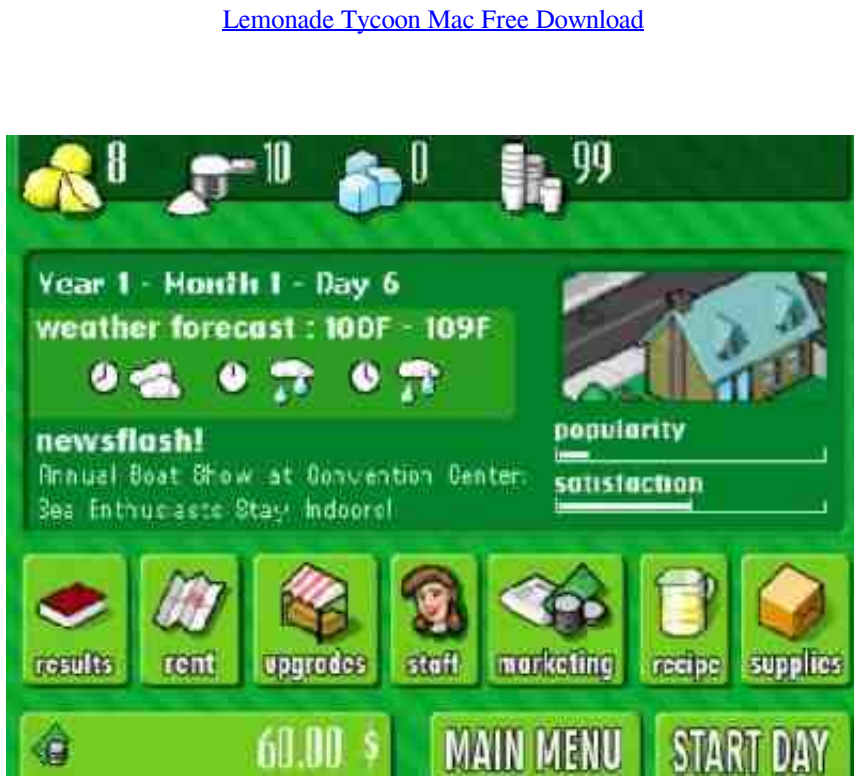 Lemonade Tycoon Mac Free Download
8 10 0 99
Year 1 - Month 1 - Day 6
weather forecast : 100F - 109F
newsflash!
Annual Boat Show at Convention Center.
Sea Enthusiasts Stay Indoors!
popularity
satisfaction
results rent upgrades staff marketing recipe supplies
60.00 $ MAIN MENU START DAY